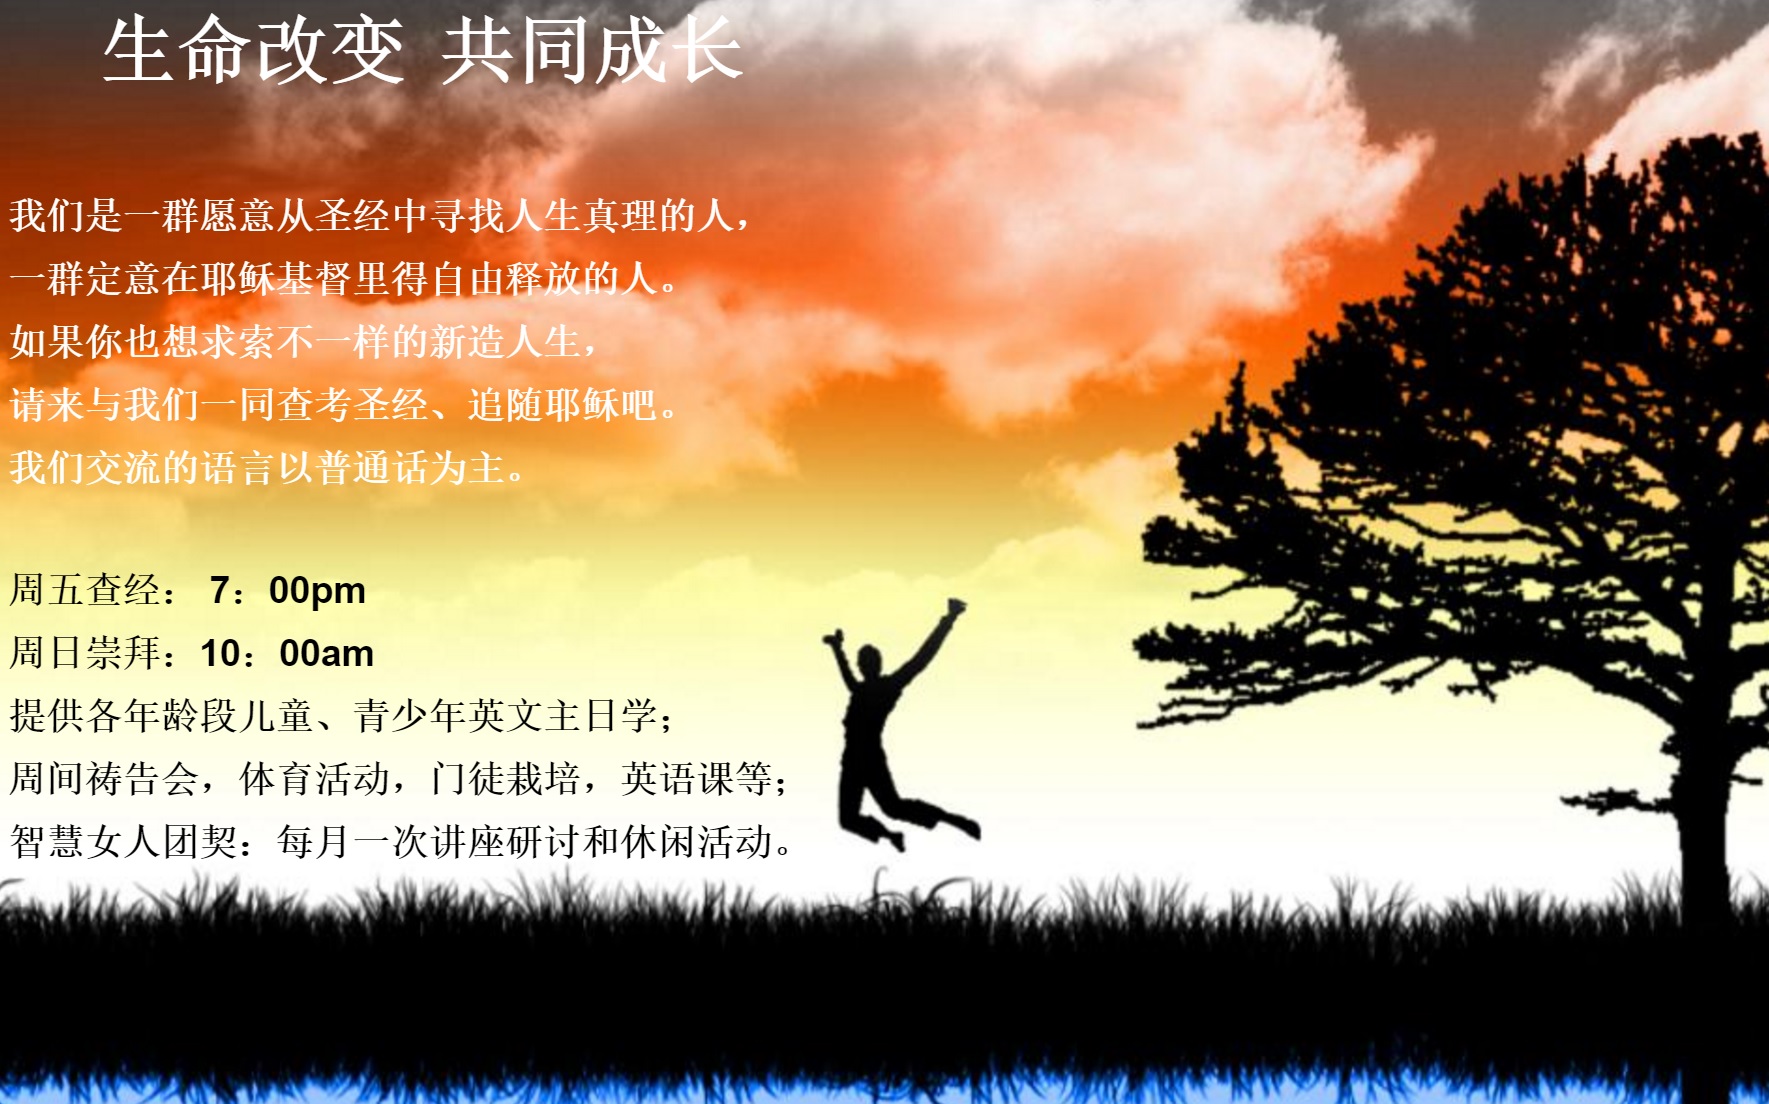 生命改变 共同成长
我们是一群愿意从圣经中寻找人生真理的人，
一群定意在耶稣基督里得自由释放的人。
如果你也想求索不一样的新造人生，
请来与我们一同查考圣经、追随耶稣吧。
我们交流的语言以普通话为主。
周五查经： 7：00pm
周日崇拜：10：00am
提供各年龄段儿童、青少年英文主日学；
周间祷告会，体育活动，门徒栽培，英语课等；
智慧女人团契：每月一次讲座研讨和休闲活动。